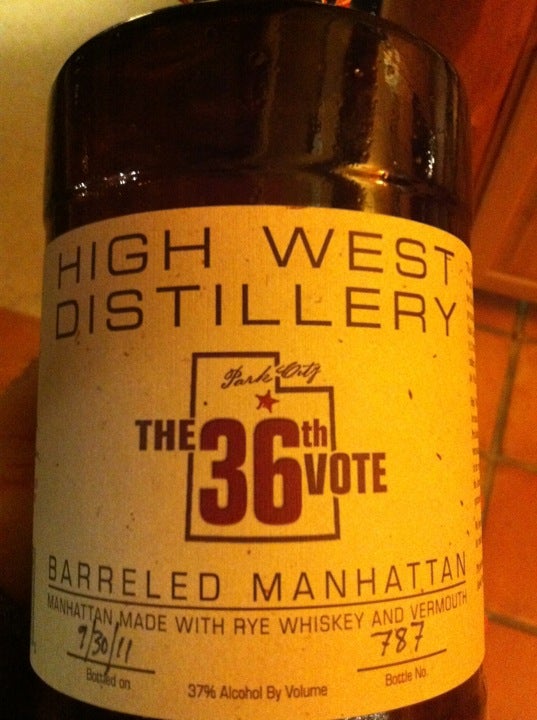 HIGH WEST
DISTILLERY
Park City
THE 36th VOTE
BARRELED MANHATTAN
MANHATTAN MADE WITH RYE WHISKEY AND VERMOUTH
9/30/11 787
Bottled on 37% Alcohol By Volume Bottle No.